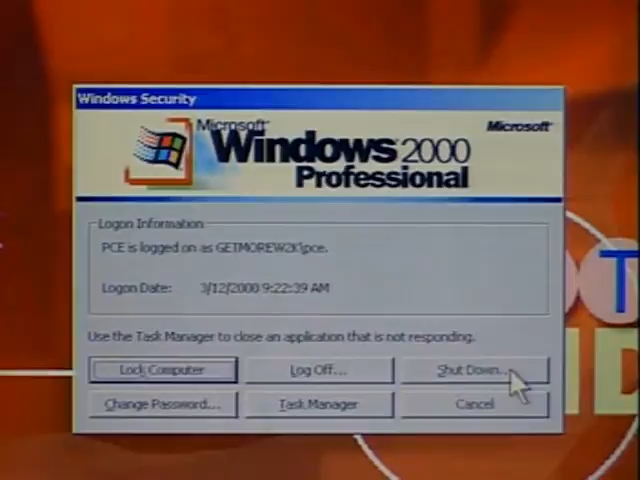 Windows Security
Microsoft
Microsoft
Windows 2000
Professional
Logon Information
PCE is logged on as GETMOREW2K\pce.
Logon Date: 3/12/2000 9:22:39 AM
Use the Task Manager to close an application that is not responding.
Lock Computer
Log Off...
Shut Down...
Change Password...
Task Manager
Cancel
T
ID